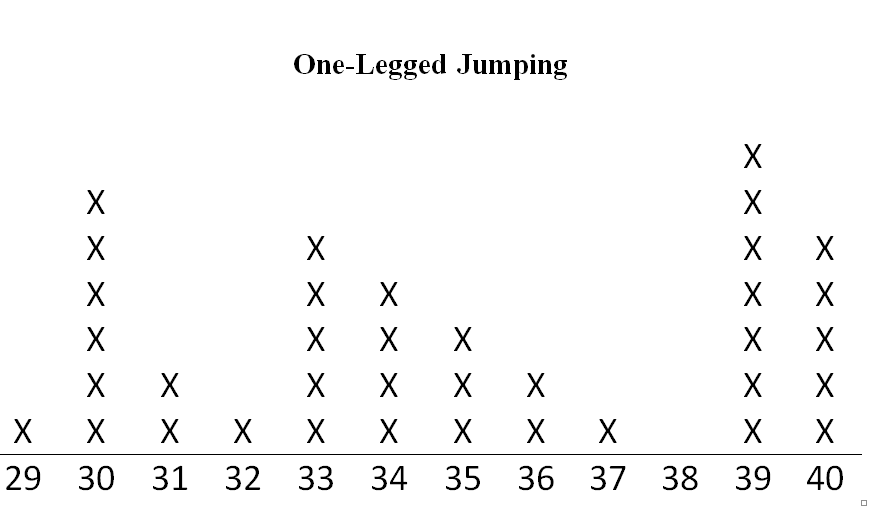 One-Legged Jumping
X
X X
X X X X
X X X X X
X X X X X X
X X X X X X X X
X X X X X X X X X X X
29 30 31 32 33 34 35 36 37 38 39 40